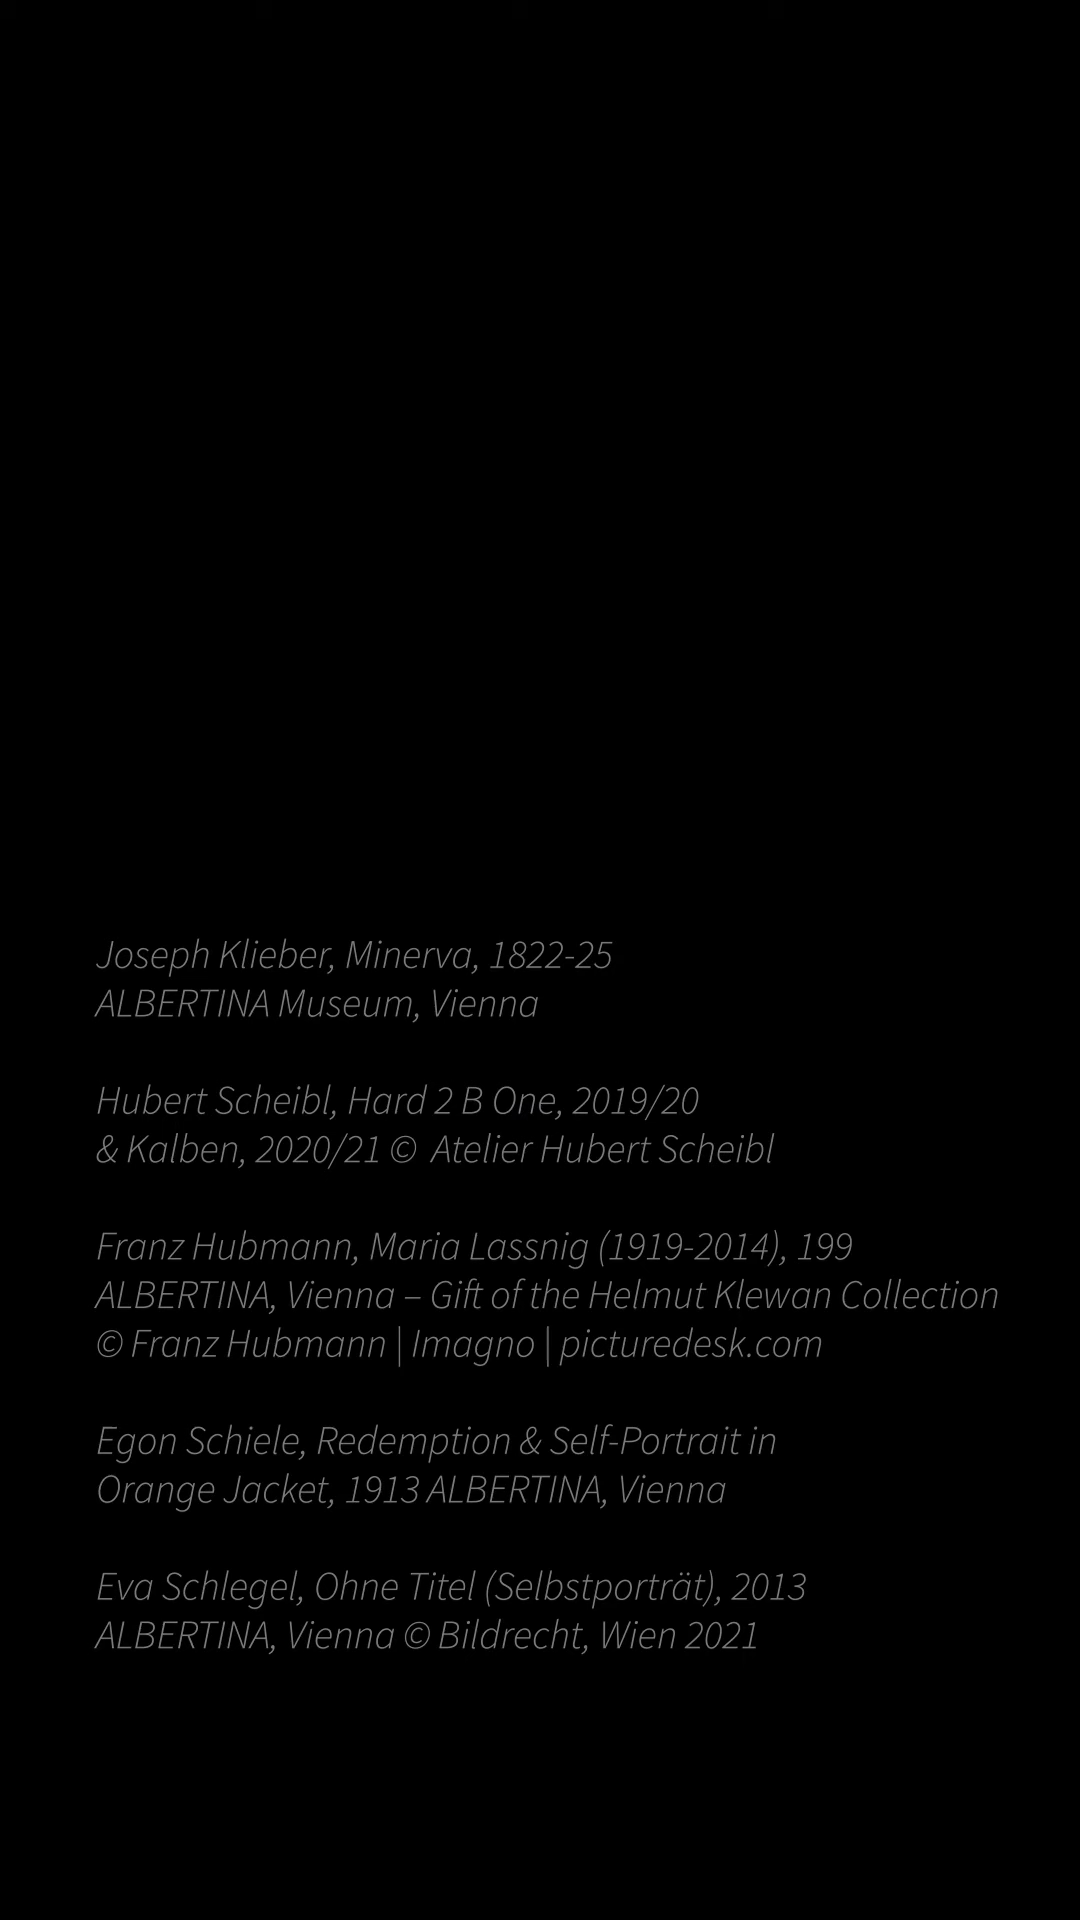 Joseph Klieber, Minerva, 1822-25
ALBERTINA Museum, Vienna
Hubert Scheibl, Hard 2 B One, 2019/20
& Kalben, 2020/21 © Atelier Hubert Scheibl
Franz Hubmann, Maria Lassnig (1919-2014), 199
ALBERTINA, Vienna – Gift of the Helmut Klewan Collection
© Franz Hubmann | Imagno | picturedesk.com
Egon Schiele, Redemption & Self-Portrait in
Orange Jacket, 1913 ALBERTINA, Vienna
Eva Schlegel, Ohne Titel (Selbstporträt), 2013
ALBERTINA, Vienna © Bildrecht, Wien 2021